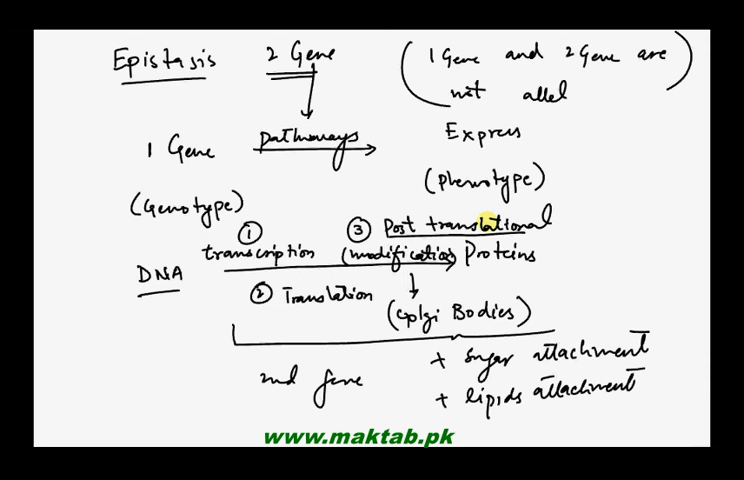 Epistasis 2 Gene (1 Gene and 2 Gene are
not allel)
1 Gene pathways Express
(Genotype) (Phenotype)
① ③ Post translational
transcription (modification) Proteins
DNA
② Translation
(Golgi Bodies)
+ sugar attachment
2nd gene
+ lipids attachment
www.maktab.pk